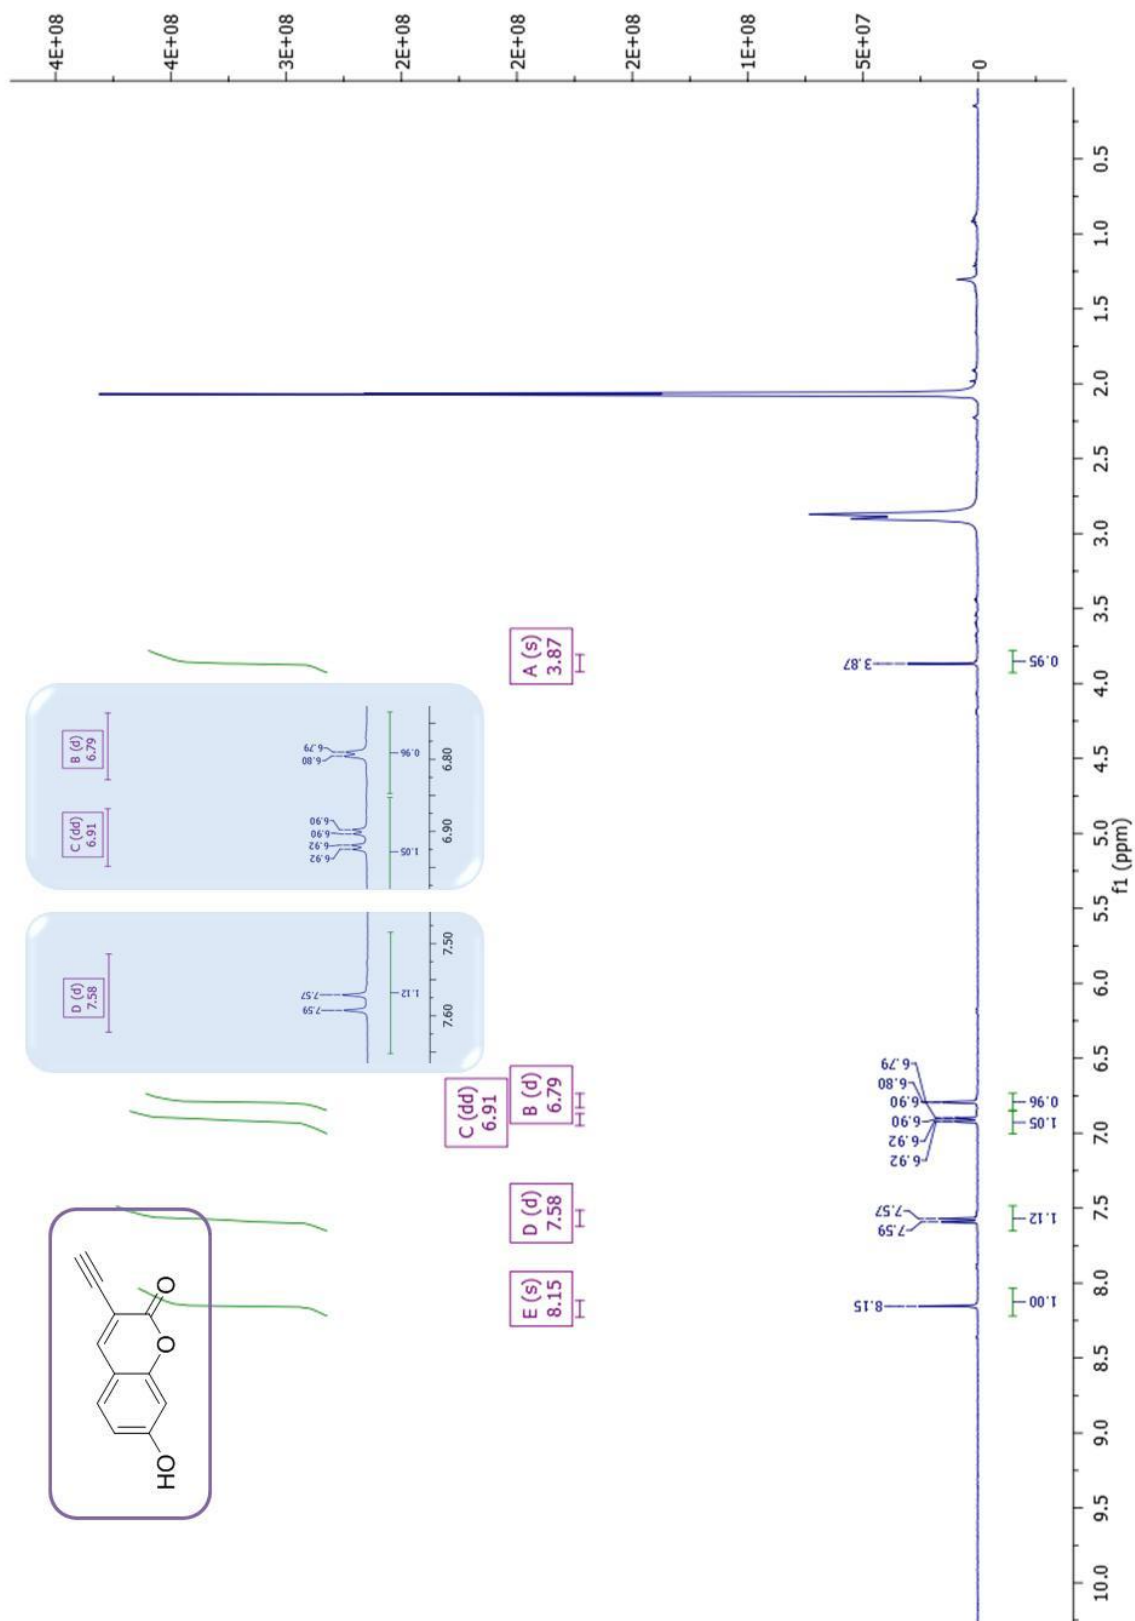 4E+08
4E+08
3E+08
2E+08
2E+08
2E+08
1E+08
5E+07
0
A (s)
3.87
B (d)
6.79
C (dd)
6.91
D (d)
7.58
E (s)
8.15
B (d)
6.79
C (dd)
6.91
6.79
6.80
6.90
6.90
6.92
6.92
0.96
1.05
6.80
6.90
D (d)
7.58
7.57
7.59
1.12
7.50
7.60
HO
O
O
3.87
6.79
6.80
6.90
6.90
6.92
6.92
7.57
7.59
8.15
0.95
0.96
1.05
1.12
1.00
0.5
1.0
1.5
2.0
2.5
3.0
3.5
4.0
4.5
5.0
5.5
6.0
6.5
7.0
7.5
8.0
8.5
9.0
9.5
10.0
f1 (ppm)